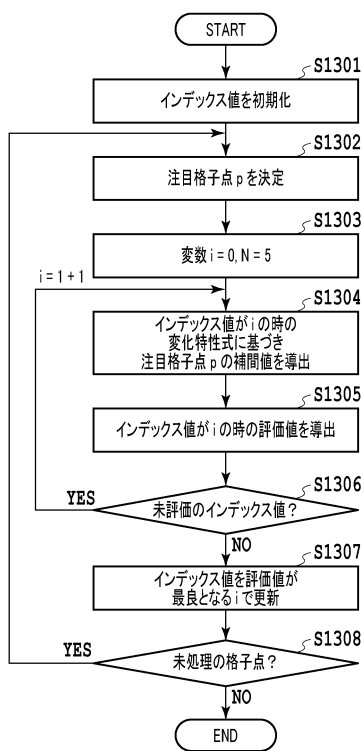 START
S1301
インデックス値を初期化
S1302
注目格子点 p を決定
S1303
変数 i = 0, N = 5
i = 1 + 1
S1304
インデックス値が i の時の
変化特性式に基づき
注目格子点 p の補間値を導出
S1305
インデックス値が i の時の評価値を導出
S1306
YES
未評価のインデックス値?
NO
S1307
インデックス値を評価値が
最良となる i で更新
S1308
YES
未処理の格子点?
NO
END